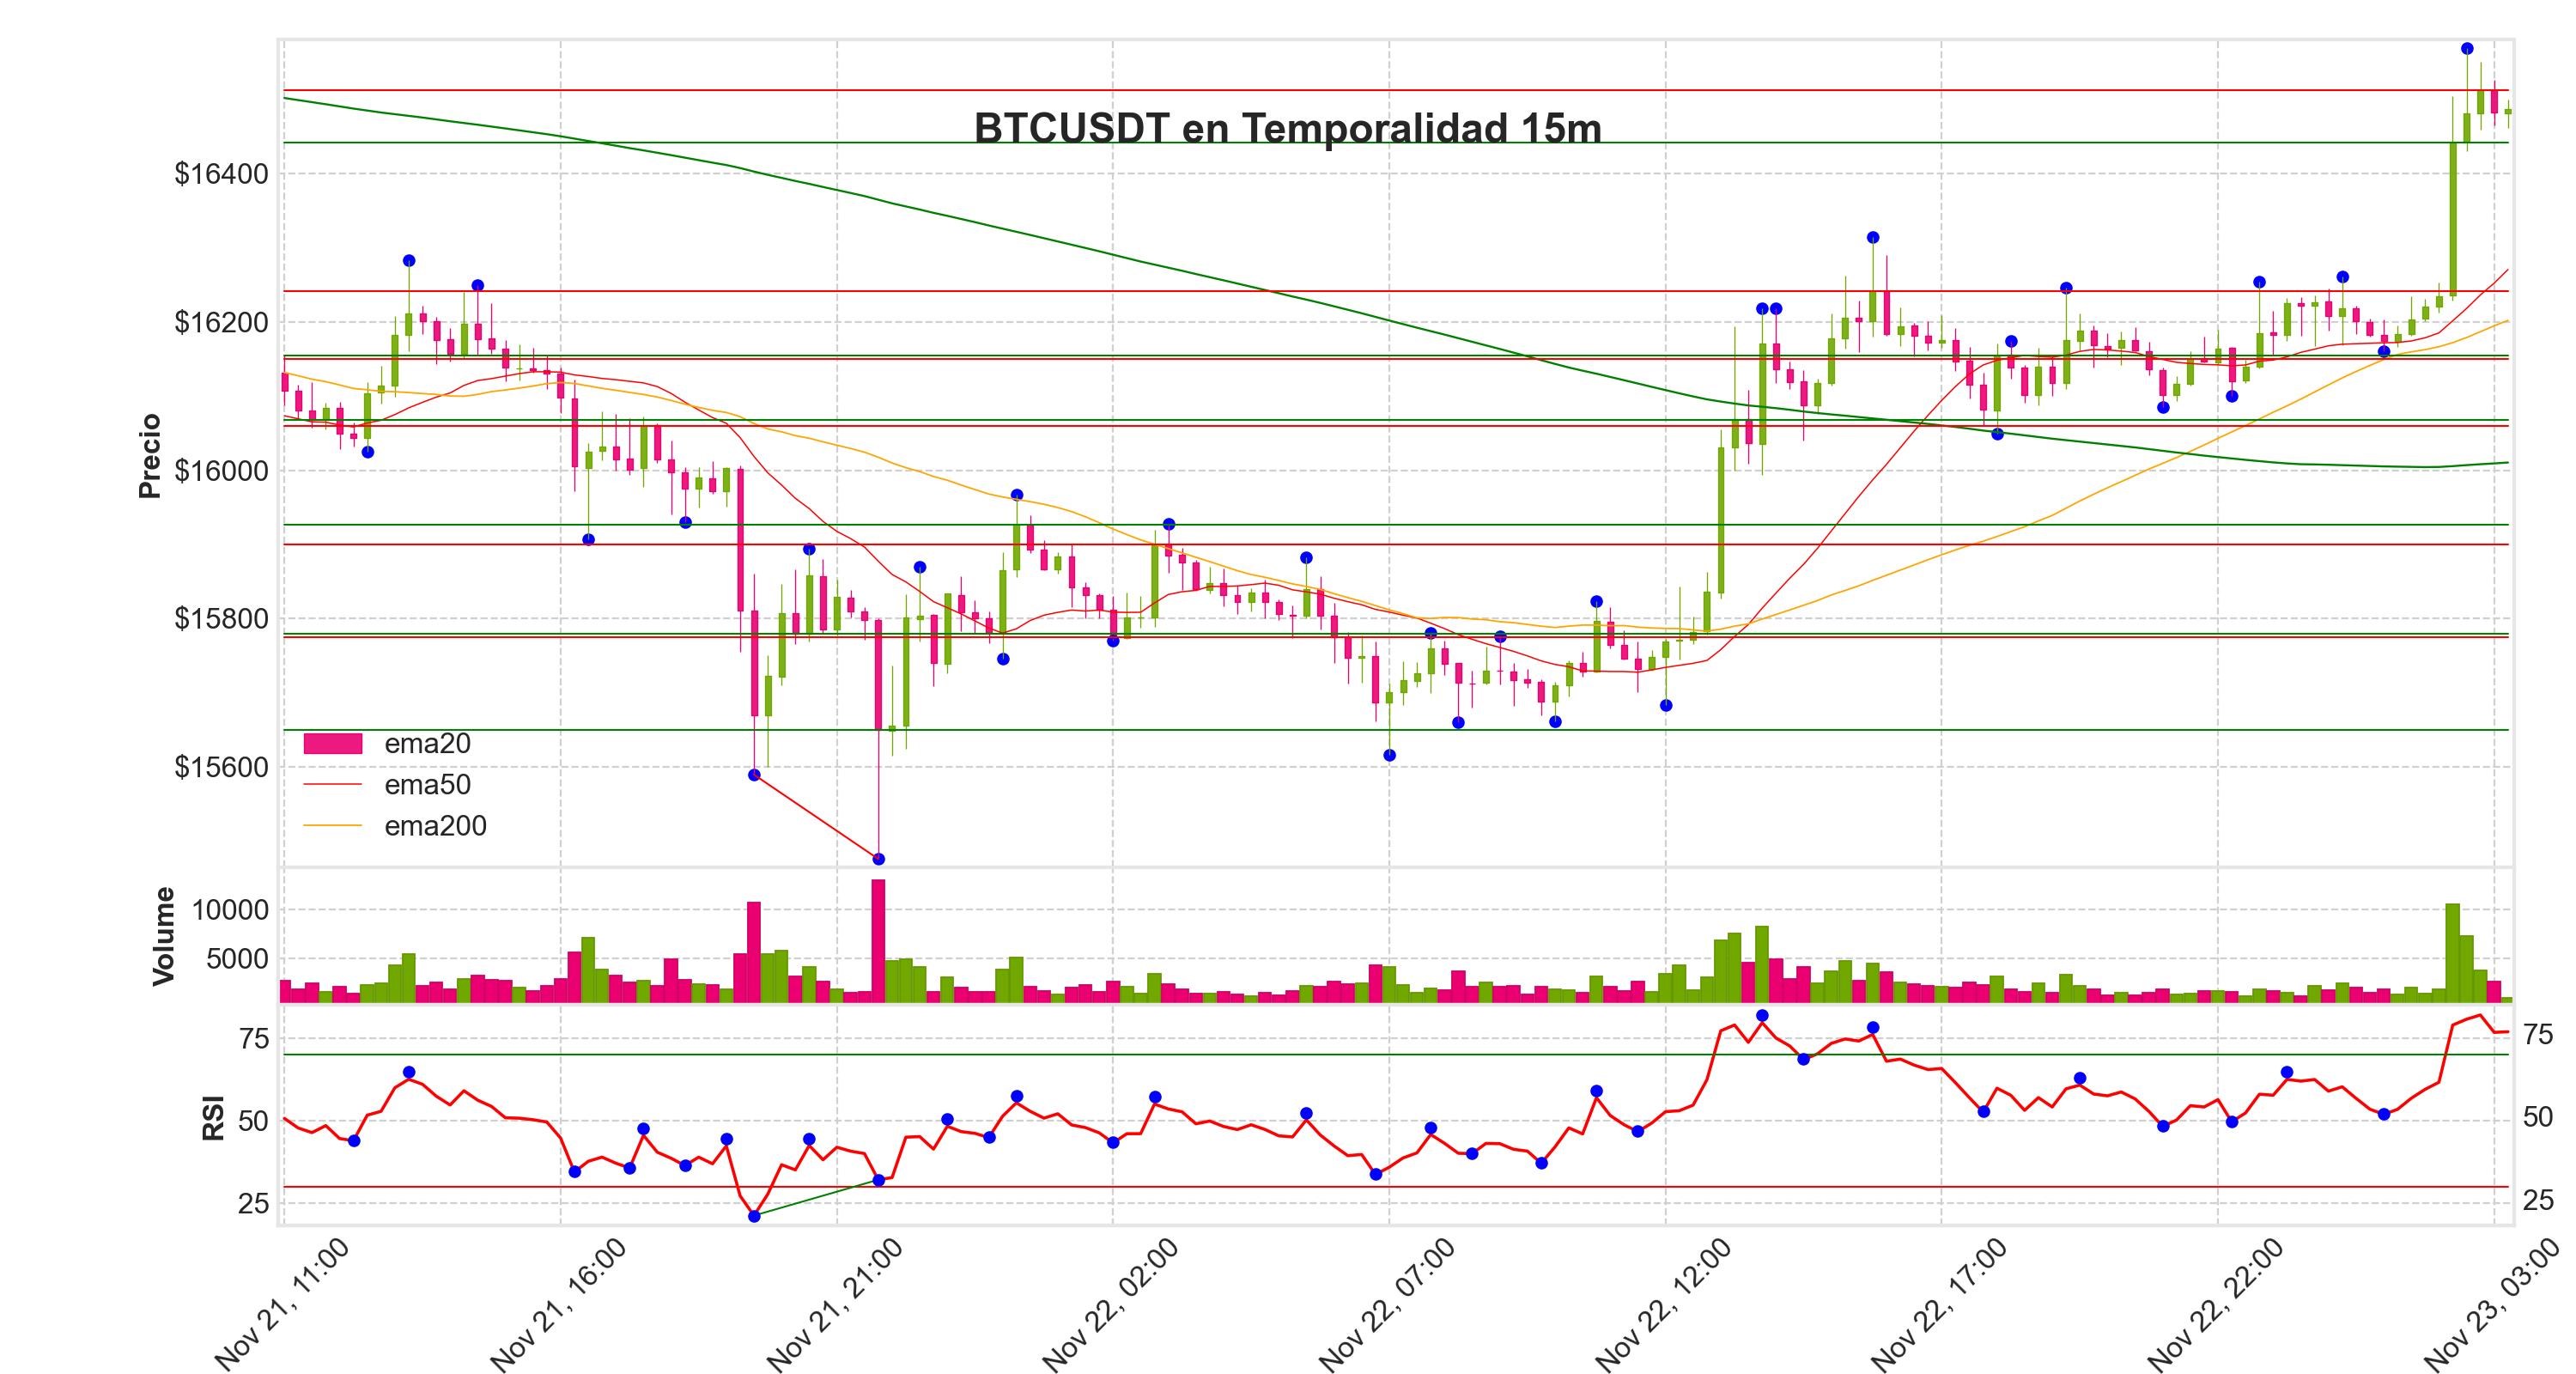 BTCUSDT en Temporalidad 15m
Precio
$16400
$16200
$16000
$15800
$15600
ema20
ema50
ema200
Volume
10000
5000
RSI
75
50
25
75
50
25
Nov 21, 11:00
Nov 21, 16:00
Nov 21, 21:00
Nov 22, 02:00
Nov 22, 07:00
Nov 22, 12:00
Nov 22, 17:00
Nov 22, 22:00
Nov 23, 03:00